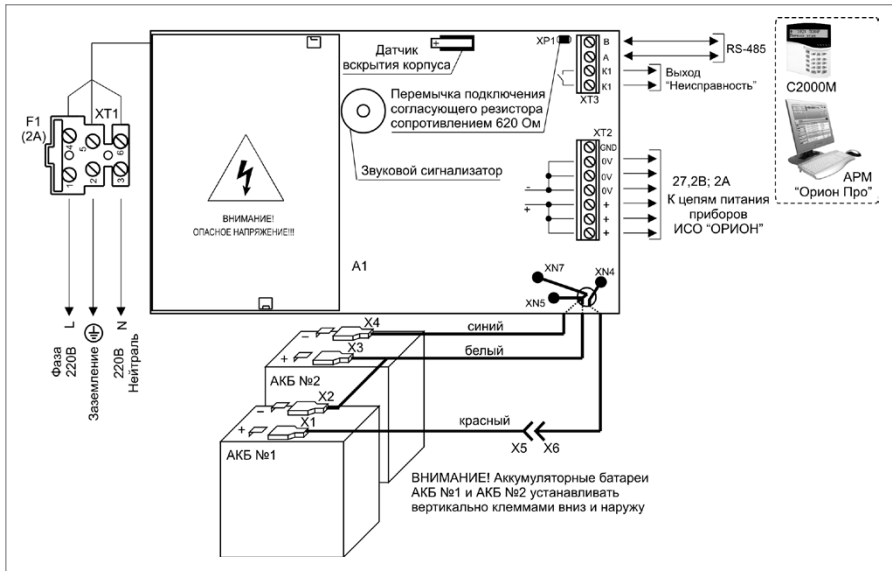 F1
(2А)
XT1
4
5
6
1
2
3
Фаза
220В
L
Заземление
N
220В
Нейтраль
ВНИМАНИЕ!
ОПАСНОЕ НАПРЯЖЕНИЕ!!!
Датчик
вскрытия корпуса
+
Перемычка подключения
согласующего резистора
сопротивлением 620 Ом
Звуковой сигнализатор
A1
XP1
B
A
К1
К1
XT3
RS-485
Выход
"Неисправность"
XT2
GND
0V
0V
0V
+
+
+
-
+
27,2В; 2А
К цепям питания
приборов
ИСО "ОРИОН"
С2000М
АРМ
"Орион Про"
XN7
XN4
XN5
синий
белый
красный
X4
X3
-
+
АКБ №2
X2
X1
-
+
АКБ №1
X5
X6
ВНИМАНИЕ! Аккумуляторные батареи
АКБ №1 и АКБ №2 устанавливать
вертикально клеммами вниз и наружу